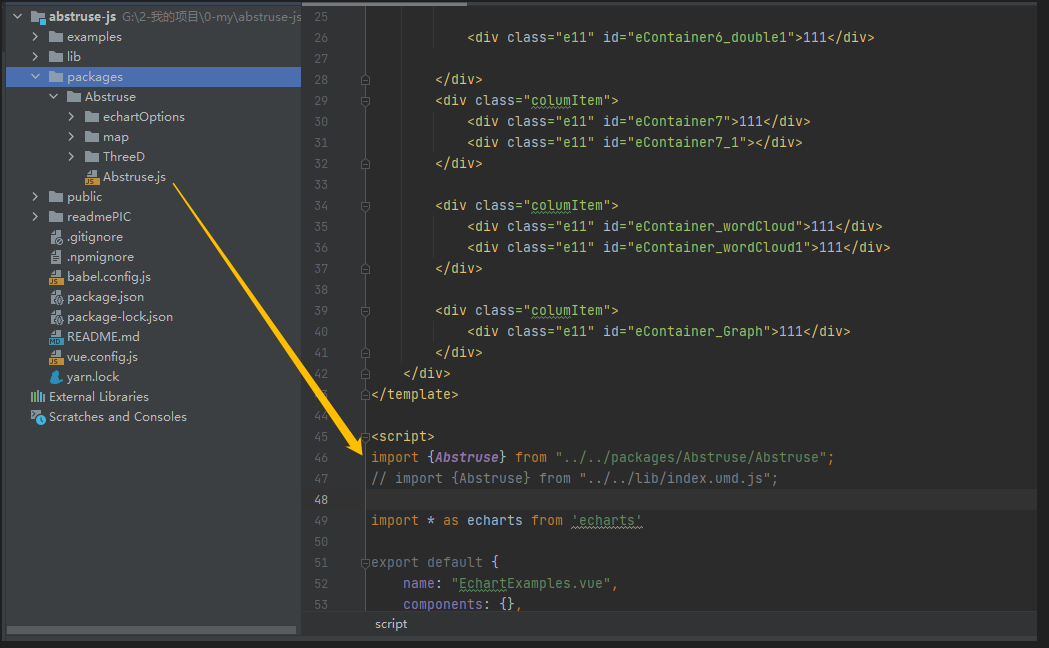 abstruse-js G:\2-我的项目\0-my\abstruse-js
examples
lib
packages
Abstruse
echartOptions
map
ThreeD
Abstruse.js
public
readmePIC
.gitignore
.npmignore
babel.config.js
package.json
package-lock.json
README.md
vue.config.js
yarn.lock
External Libraries
Scratches and Consoles
25
26 <div class="e11" id="eContainer6_double1">111</div>
27
28 </div>
29 <div class="columItem">
30 <div class="e11" id="eContainer7">111</div>
31 <div class="e11" id="eContainer7_1"></div>
32 </div>
33
34 <div class="columItem">
35 <div class="e11" id="eContainer_wordCloud">111</div>
36 <div class="e11" id="eContainer_wordCloud1">111</div>
37 </div>
38
39 <div class="columItem">
40 <div class="e11" id="eContainer_Graph">111</div>
41 </div>
42 </div>
</template>
44
45 <script>
46 import {Abstruse} from "../../packages/Abstruse/Abstruse";
47 // import {Abstruse} from "../../lib/index.umd.js";
48
49 import * as echarts from 'echarts'
50
51 export default {
52 name: "EchartExamples.vue",
53 components: {},
script